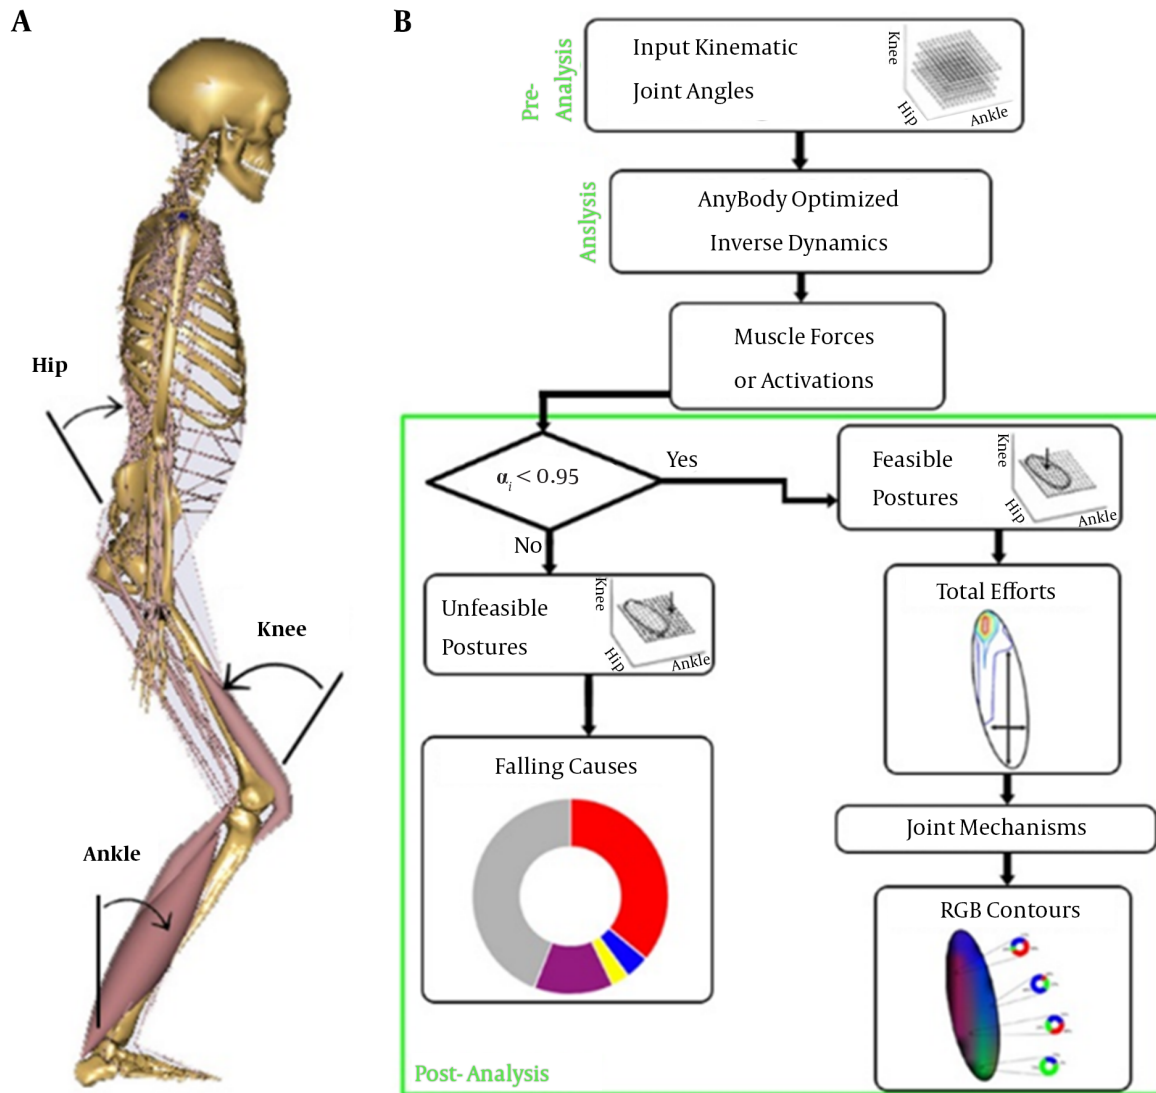 A
Hip
Knee
Ankle
B
Pre-
Analysis
Input Kinematic
Joint Angles
Knee
Hip
Ankle
Anslysis
AnyBody Optimized
Inverse Dynamics
Muscle Forces
or Activations
αi < 0.95
Yes
No
Feasible
Postures
Knee
Hip
Ankle
Unfeasible
Postures
Knee
Hip
Ankle
Total Efforts
Falling Causes
Joint Mechanisms
RGB Contours
Post- Analysis